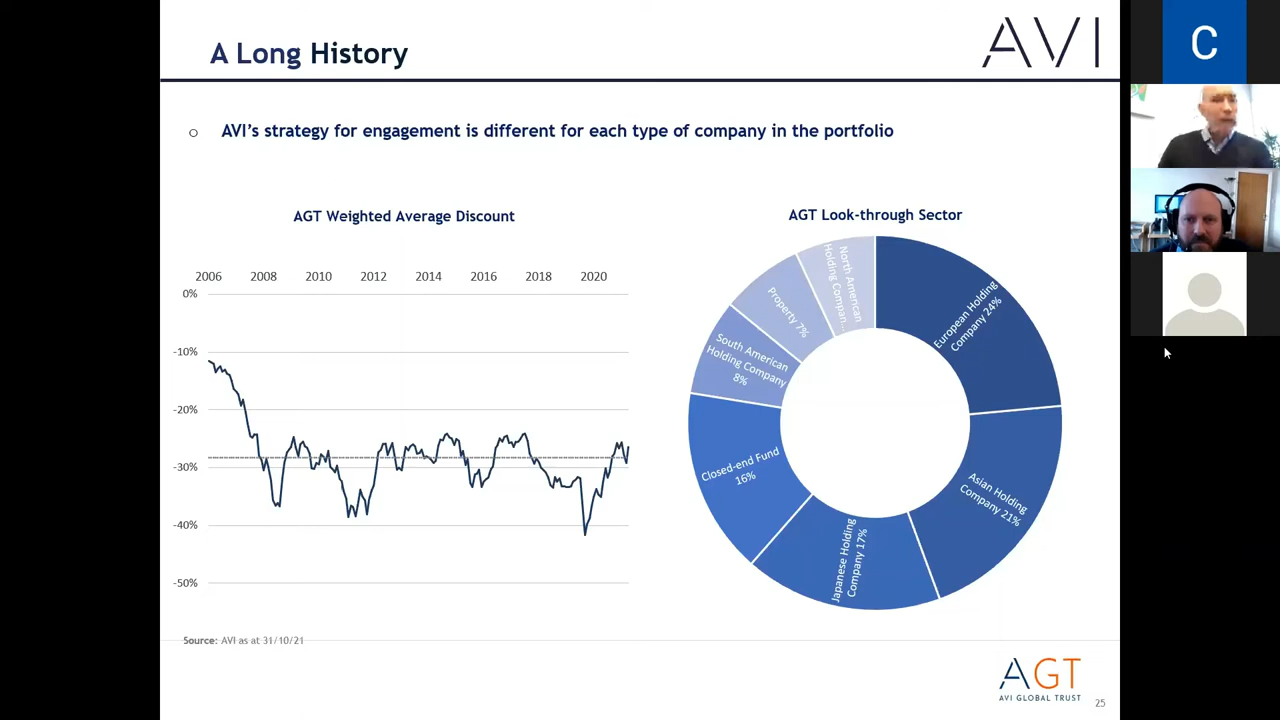 A Long History
AVI
C
AVI's strategy for engagement is different for each type of company in the portfolio
AGT Weighted Average Discount
2006 2008 2010 2012 2014 2016 2018 2020
0%
-10%
-20%
-30%
-40%
-50%
AGT Look-through Sector
European Holding
Company 24%
Asian Holding
Company 21%
Japanese Holding
Company 17%
Closed-end Fund
16%
South American
Holding Company
8%
Property 7%
North American
Holding Compan...
Source: AVI as at 31/10/21
AGT
AVI GLOBAL TRUST
25